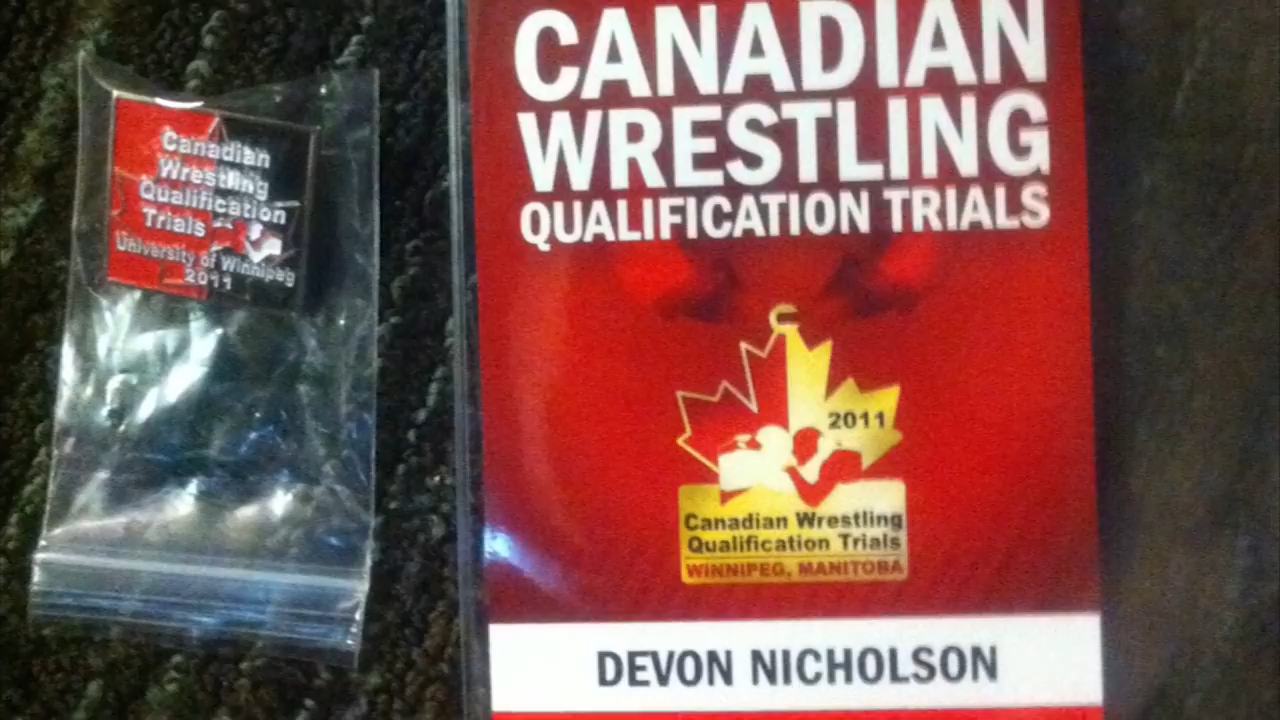 Canadian
Wrestling
Qualification
Trials
University of Winnipeg
2011
CANADIAN
WRESTLING
QUALIFICATION TRIALS
2011
Canadian Wrestling
Qualification Trials
WINNIPEG, MANITOBA
DEVON NICHOLSON